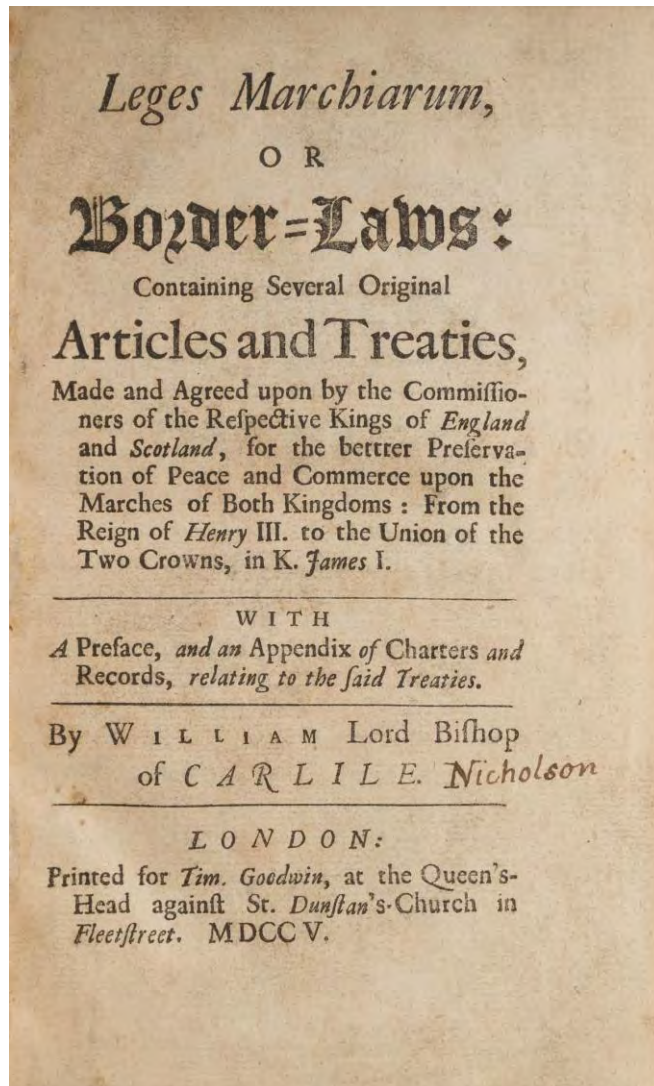 Leges Marchiarum,
OR
Border=Laws:
Containing Several Original
Articles and Treaties,
Made and Agreed upon by the Commiſſio-
ners of the Reſpective Kings of England
and Scotland, for the bettrer Preſerva-
tion of Peace and Commerce upon the
Marches of Both Kingdoms: From the
Reign of Henry III. to the Union of the
Two Crowns, in K. James I.
WITH
A Preface, and an Appendix of Charters and
Records, relating to the ſaid Treaties.
By WILLIAM Lord Biſhop
of CARLILE. Nicholson
LONDON:
Printed for Tim. Goodwin, at the Queen's-
Head againſt St. Dunſtan's-Church in
Fleetſtreet. MDCCV.